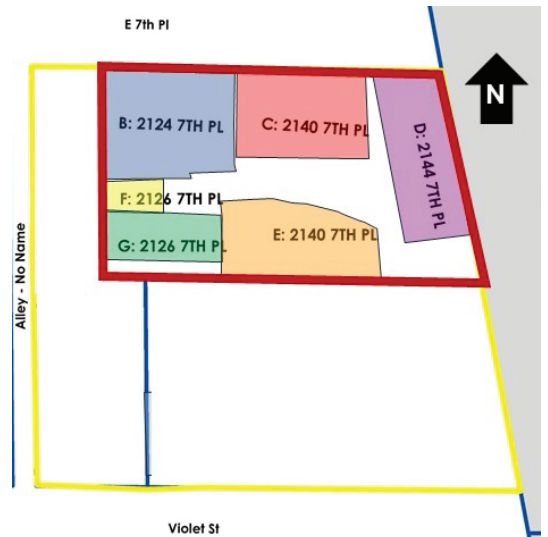 E 7th Pl
N
B: 2124 7TH PL
C: 2140 7TH PL
D: 2144 7TH PL
F: 2126 7TH PL
G: 2126 7TH PL
E: 2140 7TH PL
Alley - No Name
Violet St